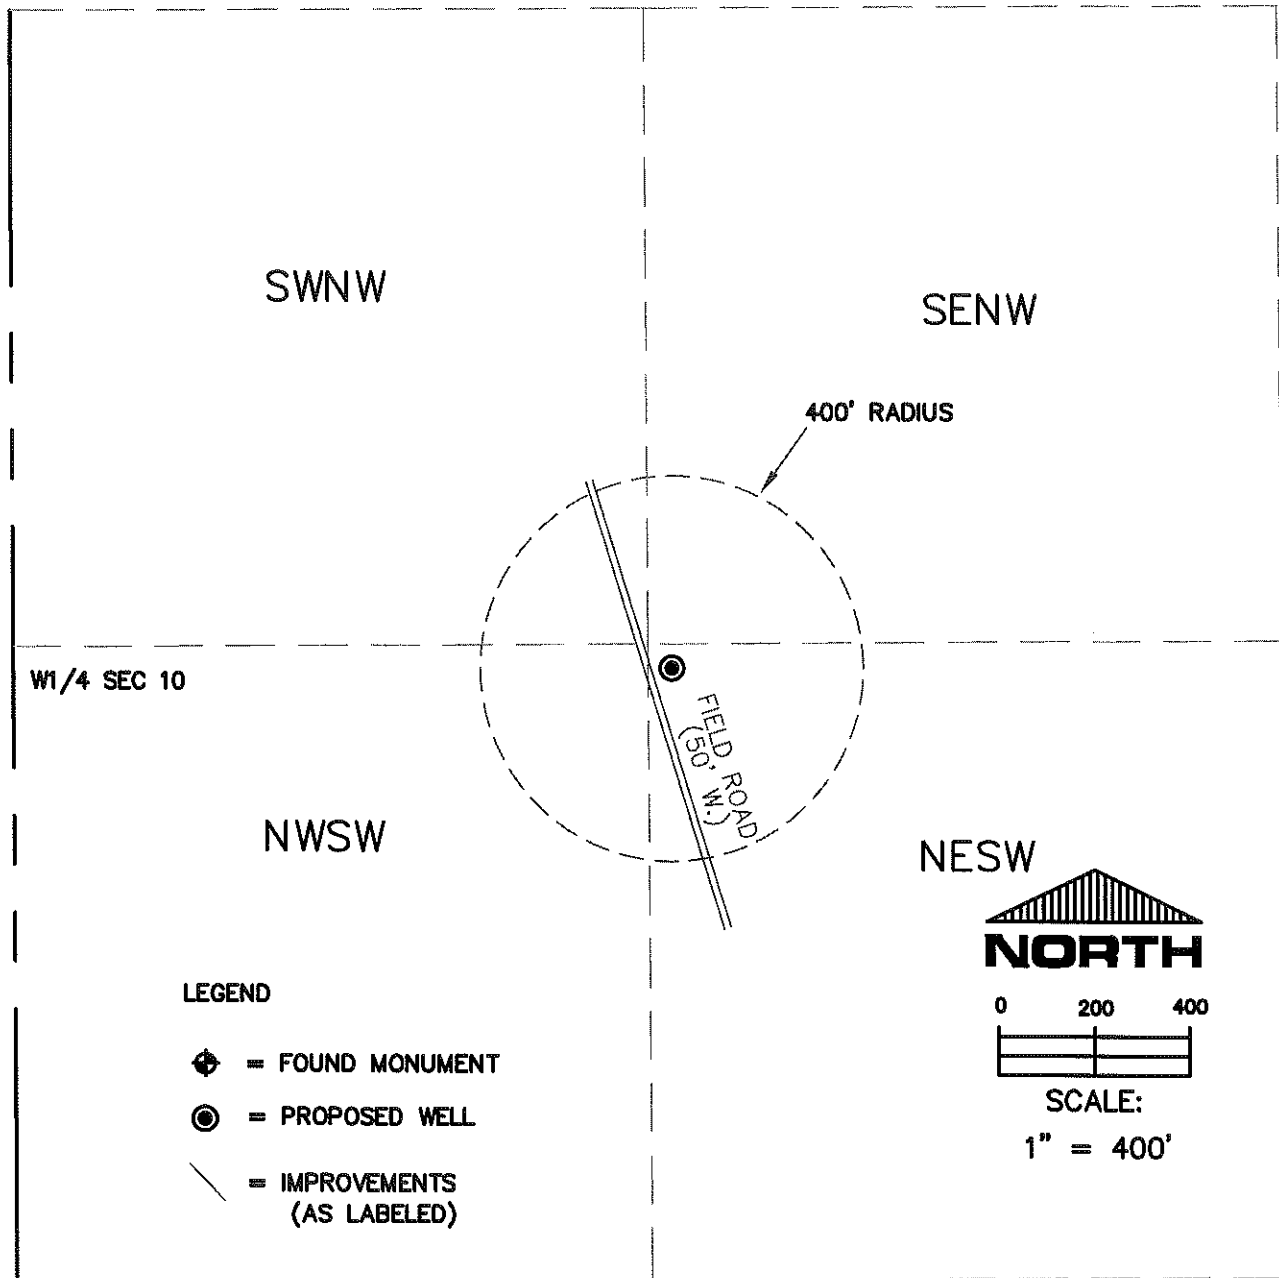 SWNW
SENW
400' RADIUS
W1/4 SEC 10
FIELD ROAD
(50' W.)
NWSW
NESW
NORTH
0 200 400
SCALE:
1" = 400'
LEGEND
= FOUND MONUMENT
= PROPOSED WELL
= IMPROVEMENTS
(AS LABELED)